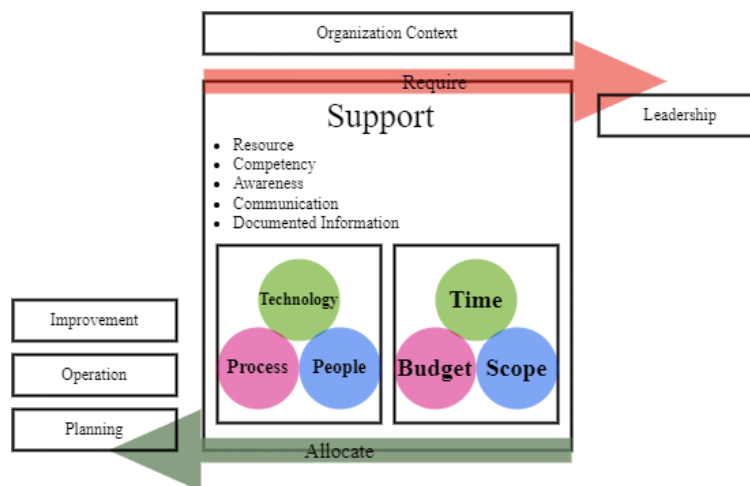 Organization Context
Require
Leadership
Support
Resource
Competency
Awareness
Communication
Documented Information
Technology
Process
People
Time
Budget
Scope
Improvement
Operation
Planning
Allocate